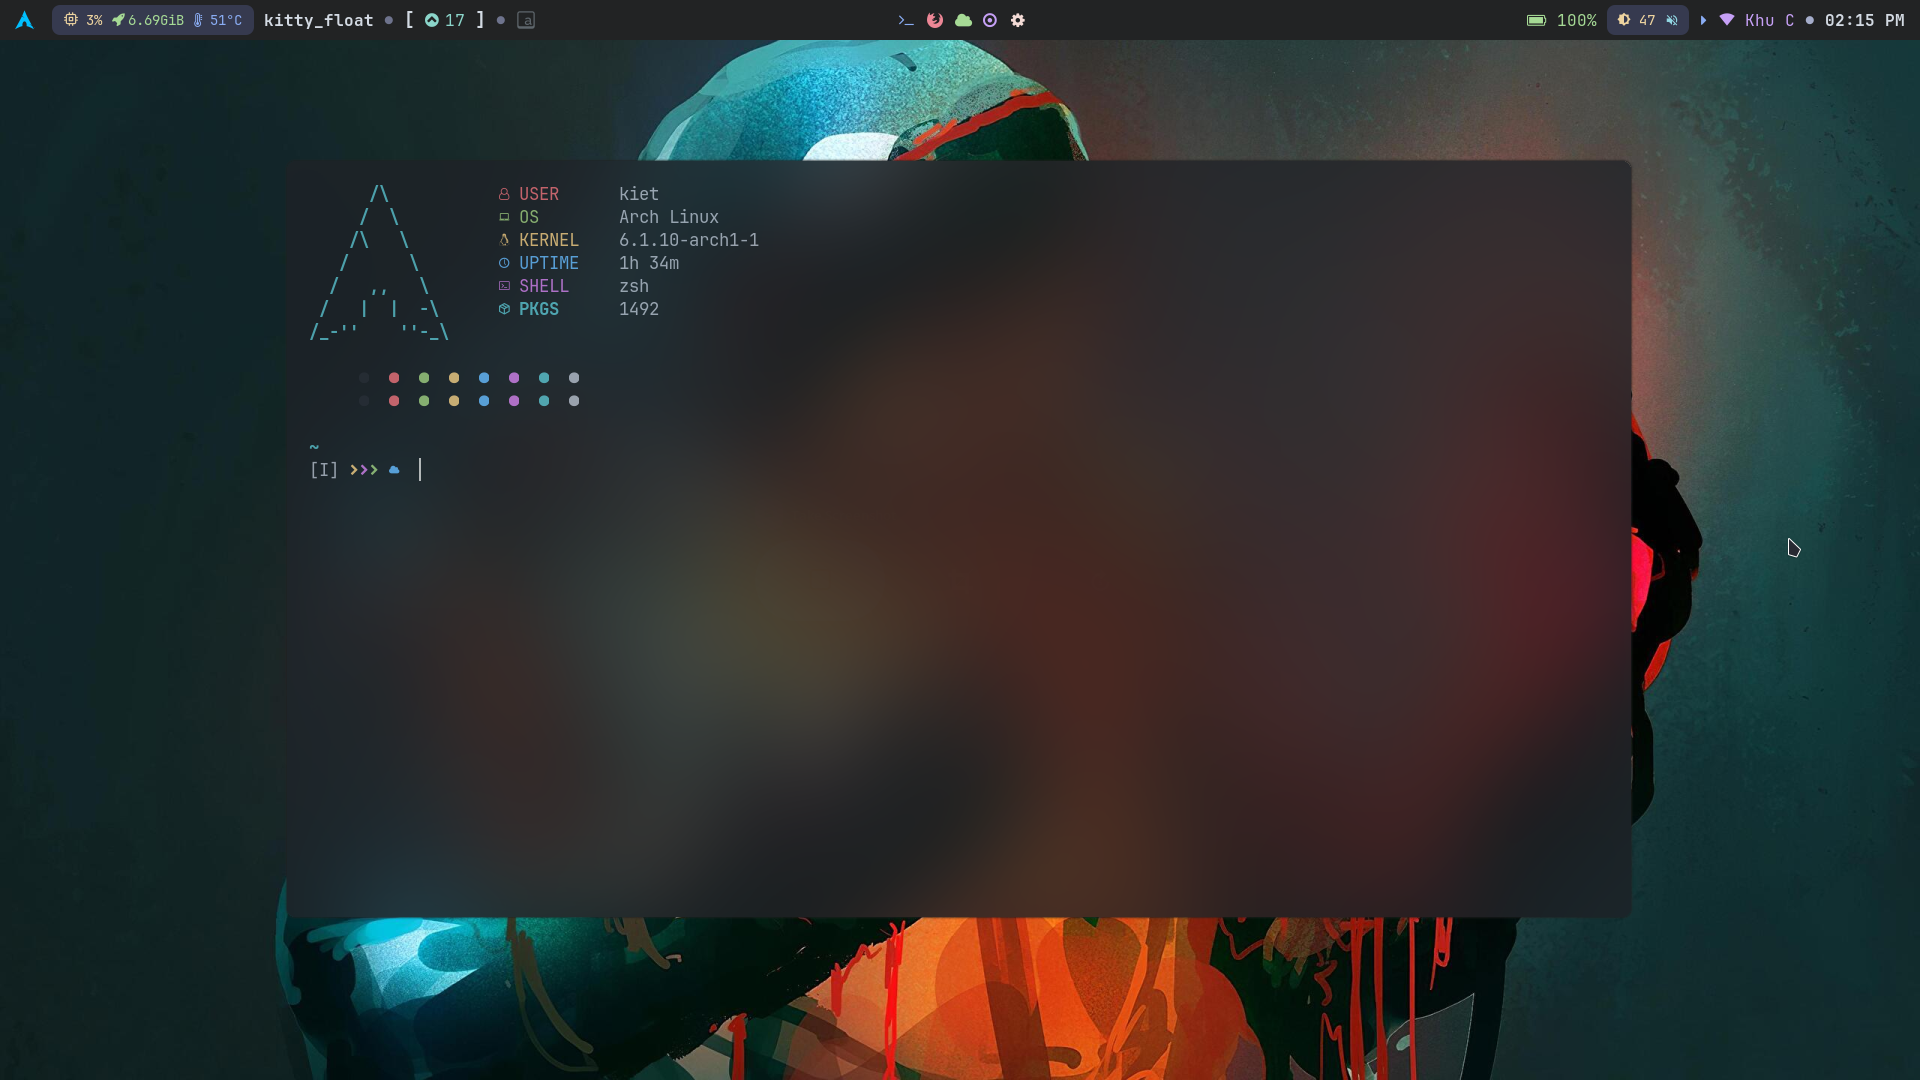 3% 6.69GiB 51°C kitty_float [ 17 ] a
100% 47 Khu C 02:15 PM
USER kiet
OS Arch Linux
KERNEL 6.1.10-arch1-1
UPTIME 1h 34m
SHELL zsh
PKGS 1492
~
[I] >>>